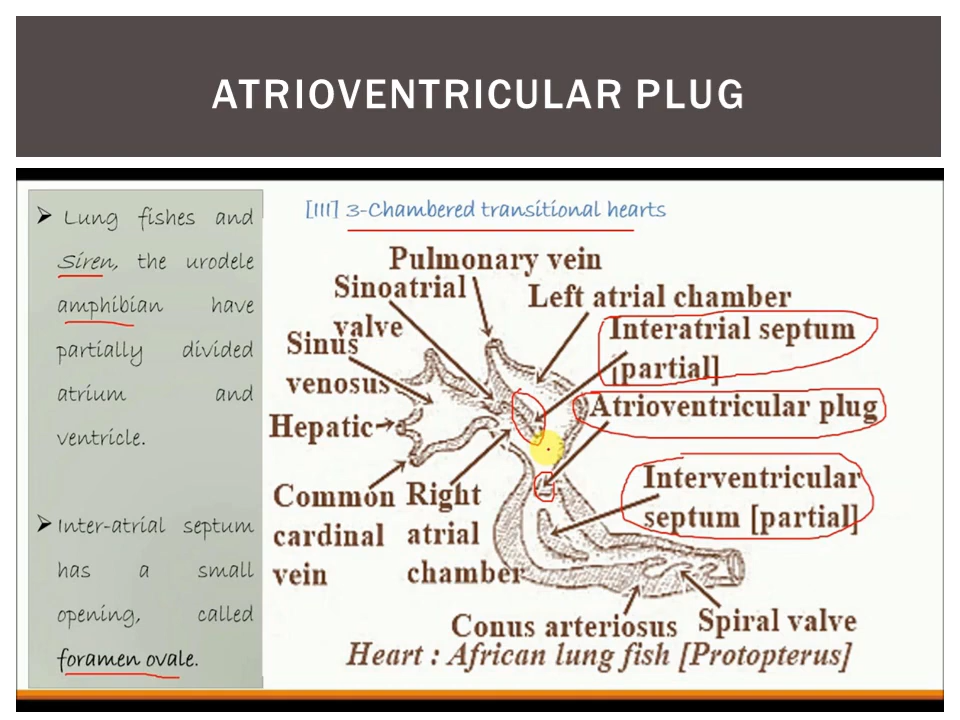 ATRIOVENTRICULAR PLUG
➢ Lung fishes and
Siren, the urodele
amphibian have
partially divided
atrium and
ventricle.
➢ Inter-atrial septum
has a small
opening, called
foramen ovale.
[III] 3-Chambered transitional hearts
Pulmonary vein
Sinoatrial
valve
Left atrial chamber
Interatrial septum
[partial]
Sinus
venosus
Atrioventricular plug
Hepatic
Interventricular
septum [partial]
Common
cardinal
vein
Right
atrial
chamber
Conus arteriosus
Spiral valve
Heart : African lung fish [Protopterus]